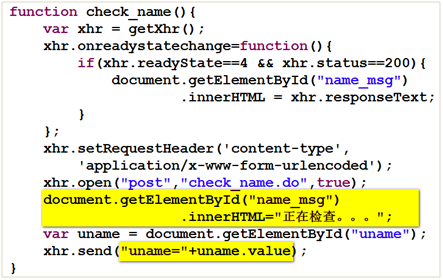 function check_name(){
var xhr = getXhr();
xhr.onreadystatechange=function(){
if(xhr.readyState==4 && xhr.status==200){
document.getElementById("name_msg")
.innerHTML = xhr.responseText;
}
};
xhr.setRequestHeader('content-type',
'application/x-www-form-urlencoded');
xhr.open("post","check_name.do",true);
document.getElementById("name_msg")
.innerHTML="正在检查。。。";
var uname = document.getElementById("uname");
xhr.send("uname="+uname.value);
}